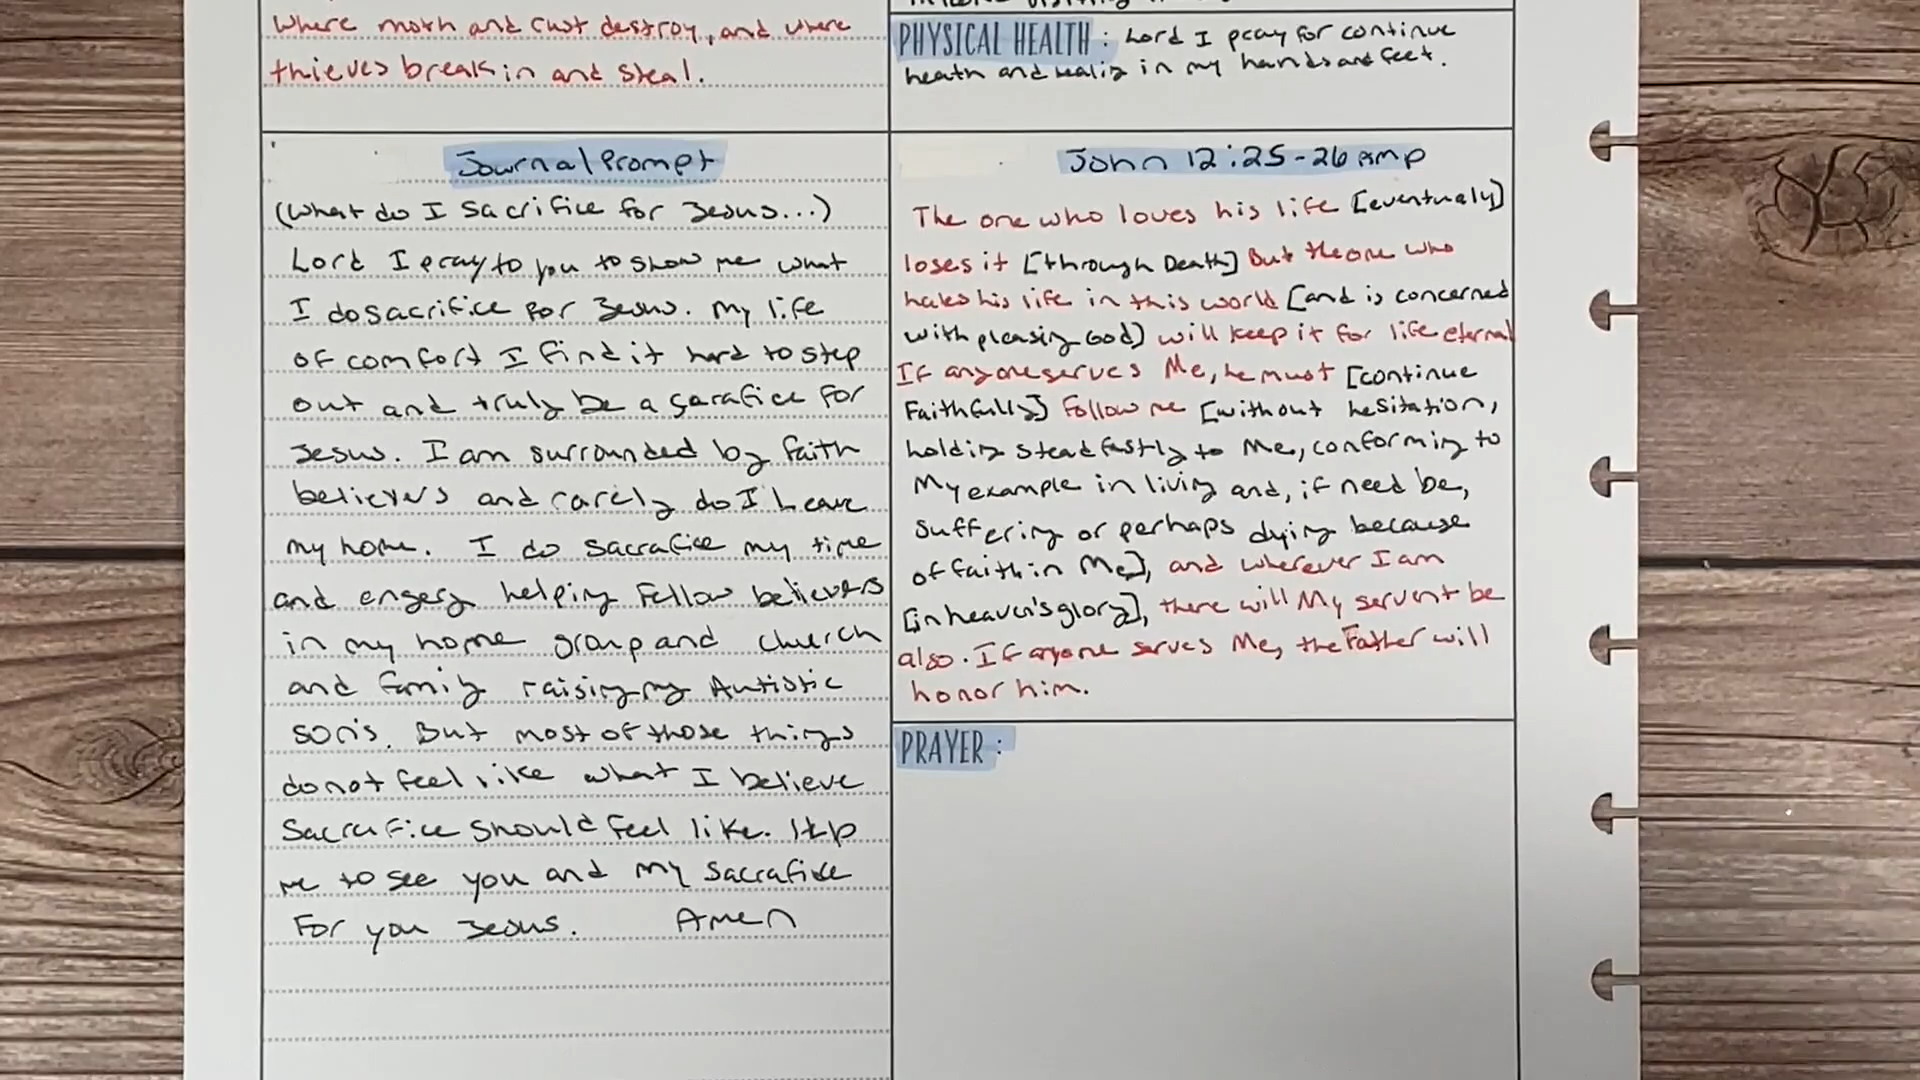 where moth and rust destroy, and where
thieves break in and steal.
PHYSICAL HEALTH : Lord I pray for continue
heath and healig in my hands and feet.
Journal Prompt
(What do I sacrifice for Jesus...)
Lord I pray to you to show me what
I do sacrifice for Jesus. My life
of comfort I find it hard to step
out and truly be a sarafice for
Jesus. I am surrounded by faith
believers and rarely do I leave
my home. I do sacrafice my time
and engery helping fellow believers
in my home group and church
and family raising my Autistic
son's. But most of those things
do not feel like what I believe
Sacrafice should feel like. Help
me to see you and my sacrafice
For you Jesus. Amen
John 12:25-26 AMP
The one who loves his life [eventualy]
loses it [through Death] But the one who
hates his life in this world [and is concerned
with pleasing God] will keep it for life eternal
If anyone serves Me, he must [continue
Faithfully] Follow me [without hesitation,
holding steadfastly to Me, conforming to
My example in living and, if need be,
suffering or perhaps dying because
of faith in Me], and wherever I am
[in heaven's glory], there will My servent be
also. If anyone serves Me, the Father will
honor him.
PRAYER :